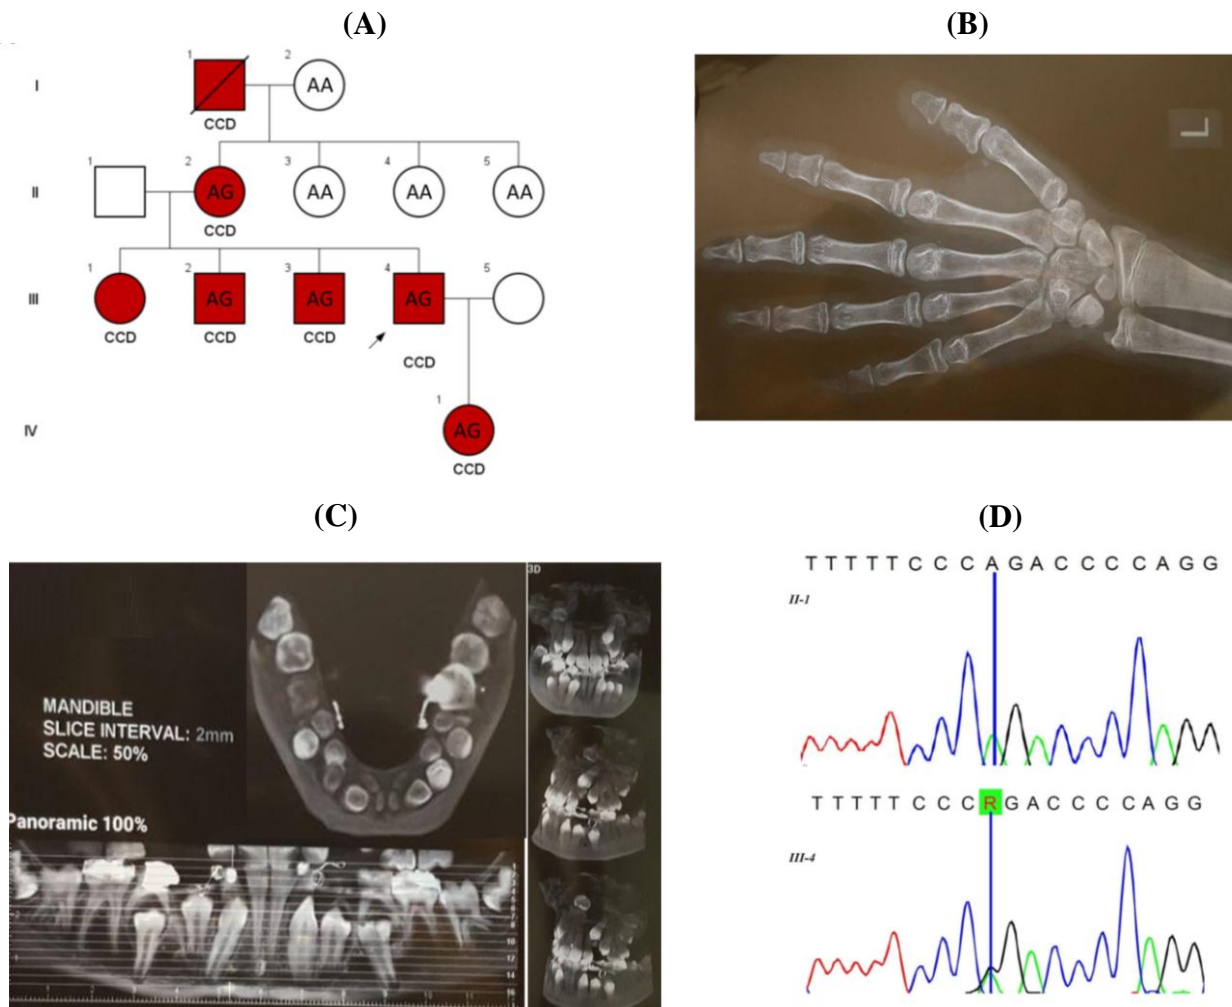 (A)
(B)
1
2
I
AA
CCD
1
2
3
4
5
II
AG
AA
AA
AA
CCD
1
2
3
4
5
III
AG
AG
AG
CCD
CCD
CCD
CCD
1
IV
AG
CCD
L
(C)
(D)
MANDIBLE
SLICE INTERVAL: 2mm
SCALE: 50%
Panoramic 100%
3D
T T T T T C C C A G A C C C C A G G
II-1
T T T T T C C C R G A C C C C A G G
III-4